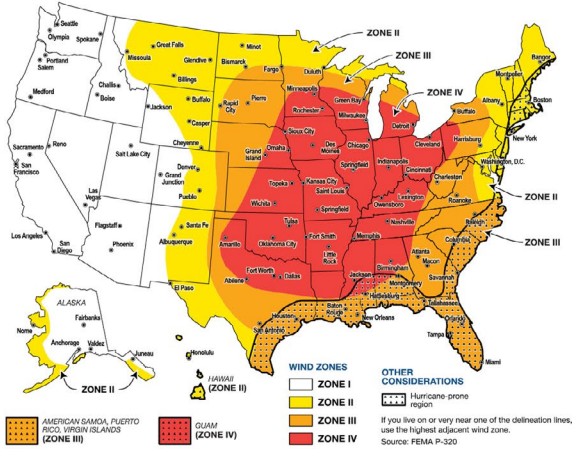 ZONE II
ZONE III
ZONE IV
Seattle
Olympia
Spokane
Portland
Salem
Medford
Missoula
Great Falls
Glendive
Billings
Minot
Bismarck
Fargo
Duluth
Challis
Boise
Jackson
Buffalo
Casper
Cheyenne
Rapid City
Pierre
Minneapolis
Rochester
Green Bay
Milwaukee
Detroit
Buffalo
Albany
Montpelier
Bangor
Boston
New York
Sioux City
Omaha
Grand Island
Des Moines
Chicago
Cleveland
Harrisburg
Washington, D.C.
Sacramento
San Francisco
Reno
Salt Lake City
Grand Junction
Denver
Pueblo
Topeka
Kansas City
Saint Louis
Springfield
Indianapolis
Cincinnati
Charleston
Roanoke
ZONE II
Las Vegas
Los Angeles
San Diego
Flagstaff
Phoenix
Santa Fe
Albuquerque
El Paso
Wichita
Springfield
Owensboro
Lexington
Nashville
Raleigh
ZONE III
Amarillo
Tulsa
Oklahoma City
Fort Smith
Memphis
Little Rock
Columbia
Atlanta
Macon
Savannah
Birmingham
Montgomery
Abilene
Fort Worth
Dallas
Jackson
Hattiesburg
Tallahassee
Baton Rouge
New Orleans
Houston
San Antonio
Orlando
Tampa
Miami
ALASKA
Nome
Fairbanks
Anchorage
Valdez
Juneau
ZONE II
Honolulu
HAWAII
(ZONE II)
AMERICAN SAMOA, PUERTO
RICO, VIRGIN ISLANDS
(ZONE III)
GUAM
(ZONE IV)
WIND ZONES
ZONE I
ZONE II
ZONE III
ZONE IV
OTHER
CONSIDERATIONS
Hurricane-prone
region
If you live on or very near one of the delineation lines,
use the highest adjacent wind zone.
Source: FEMA P-320